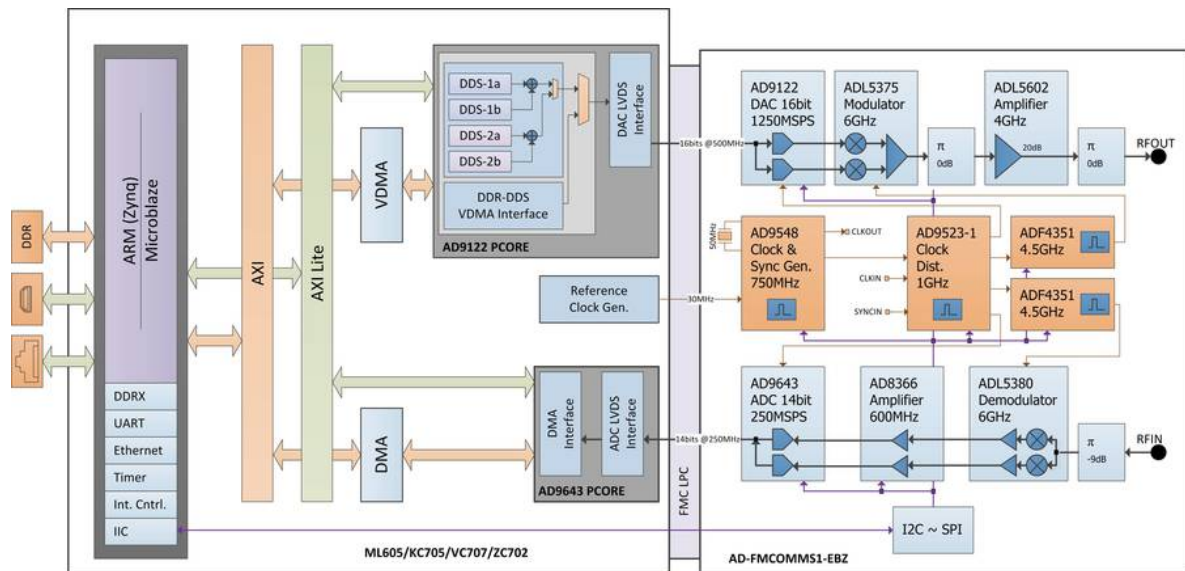 DDR
ARM (Zynq)
Microblaze
DDRX
UART
Ethernet
Timer
Int. Cntrl.
IIC
AXI
AXI Lite
VDMA
DMA
DDS-1a
DDS-1b
DDS-2a
DDS-2b
DDR-DDS
VDMA Interface
DAC LVDS
Interface
AD9122 PCORE
Reference
Clock Gen.
DMA
Interface
ADC LVDS
Interface
AD9643 PCORE
ML605/KC705/VC707/ZC702
FMC LPC
16bits @500MHz
30MHz
14bits @250MHz
AD9122
DAC 16bit
1250MSPS
ADL5375
Modulator
6GHz
π
0dB
ADL5602
Amplifier
4GHz
20dB
π
0dB
RFOUT
50MHz
AD9548
Clock &
Sync Gen.
750MHz
CLKOUT
CLKIN
SYNCIN
AD9523-1
Clock
Dist.
1GHz
ADF4351
4.5GHz
ADF4351
4.5GHz
AD9643
ADC 14bit
250MSPS
AD8366
Amplifier
600MHz
ADL5380
Demodulator
6GHz
π
-9dB
RFIN
I2C ~ SPI
AD-FMCOMMS1-EBZ